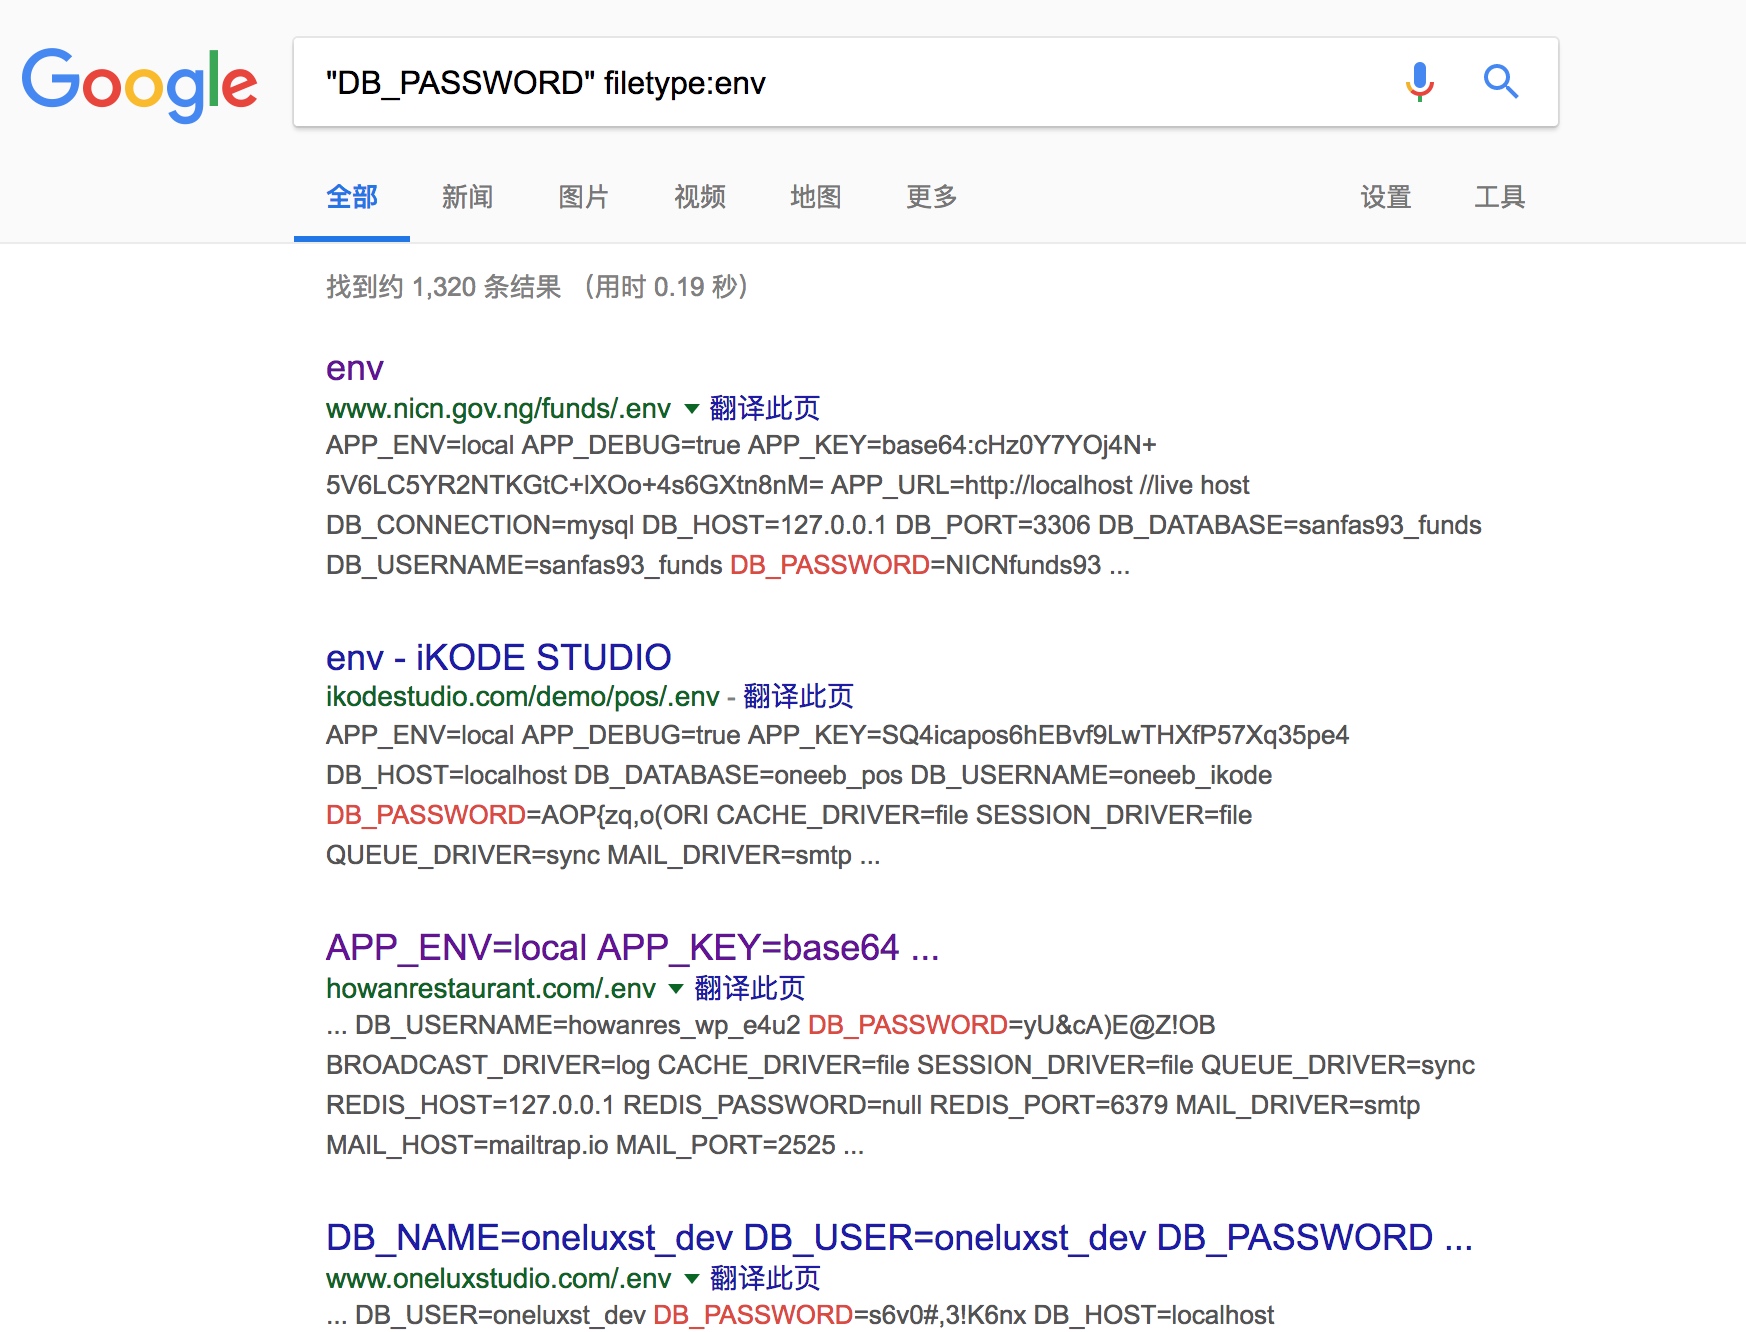 Google
"DB_PASSWORD" filetype:env
全部 新闻 图片 视频 地图 更多 设置 工具
找到约 1,320 条结果 （用时 0.19 秒）
env
www.nicn.gov.ng/funds/.env 翻译此页
APP_ENV=local APP_DEBUG=true APP_KEY=base64:cHz0Y7YOj4N+
5V6LC5YR2NTKGtC+lXOo+4s6GXtn8nM= APP_URL=http://localhost //live host
DB_CONNECTION=mysql DB_HOST=127.0.0.1 DB_PORT=3306 DB_DATABASE=sanfas93_funds
DB_USERNAME=sanfas93_funds DB_PASSWORD=NICNfunds93 ...
env - iKODE STUDIO
ikodestudio.com/demo/pos/.env - 翻译此页
APP_ENV=local APP_DEBUG=true APP_KEY=SQ4icapos6hEBvf9LwTHXfP57Xq35pe4
DB_HOST=localhost DB_DATABASE=oneeb_pos DB_USERNAME=oneeb_ikode
DB_PASSWORD=AOP{zq,o(ORI CACHE_DRIVER=file SESSION_DRIVER=file
QUEUE_DRIVER=sync MAIL_DRIVER=smtp ...
APP_ENV=local APP_KEY=base64 ...
howanrestaurant.com/.env 翻译此页
... DB_USERNAME=howanres_wp_e4u2 DB_PASSWORD=yU&cA)E@Z!OB
BROADCAST_DRIVER=log CACHE_DRIVER=file SESSION_DRIVER=file QUEUE_DRIVER=sync
REDIS_HOST=127.0.0.1 REDIS_PASSWORD=null REDIS_PORT=6379 MAIL_DRIVER=smtp
MAIL_HOST=mailtrap.io MAIL_PORT=2525 ...
DB_NAME=oneluxst_dev DB_USER=oneluxst_dev DB_PASSWORD ...
www.oneluxstudio.com/.env 翻译此页
... DB_USER=oneluxst_dev DB_PASSWORD=s6v0#,3!K6nx DB_HOST=localhost